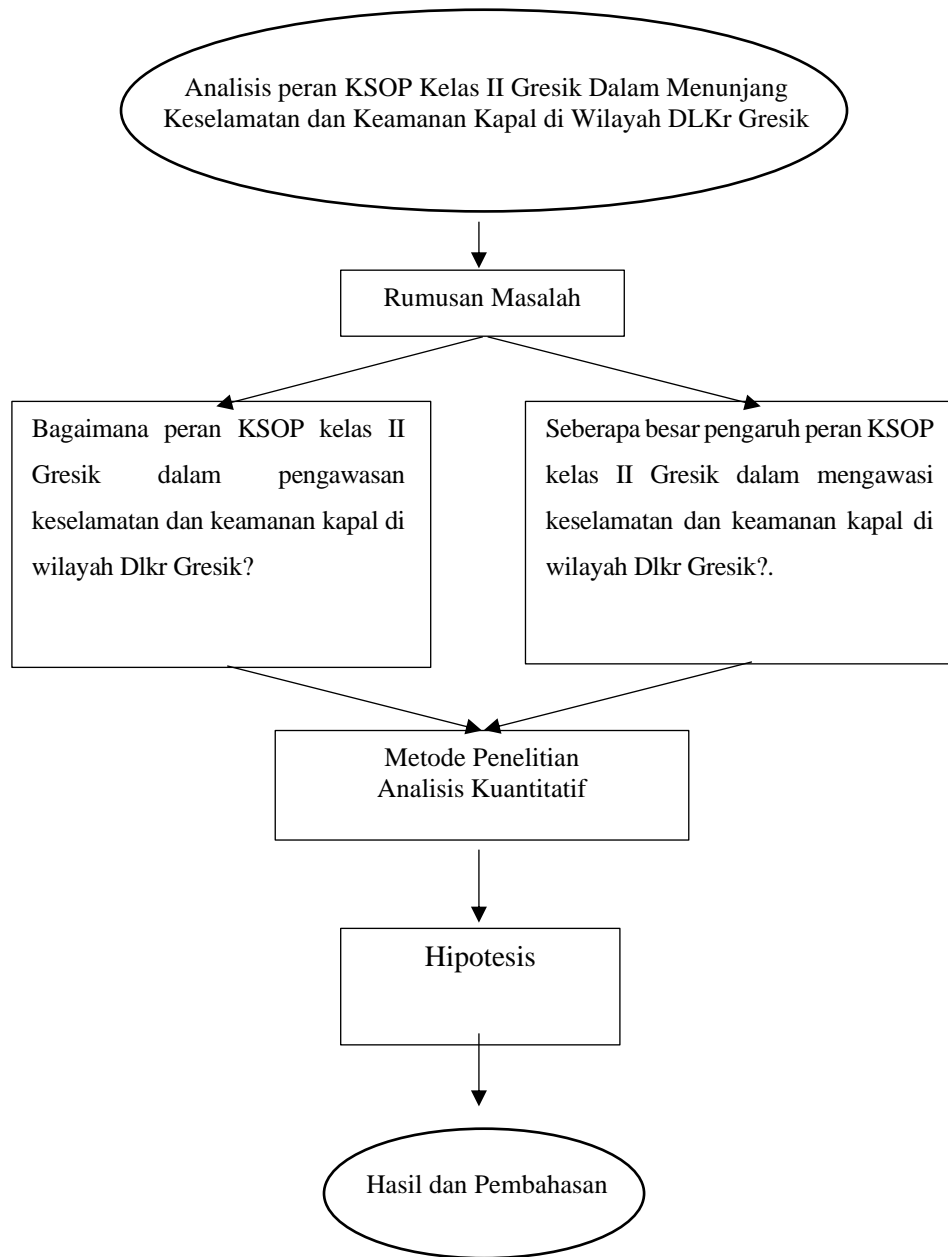 Analisis peran KSOP Kelas II Gresik Dalam Menunjang
Keselamatan dan Keamanan Kapal di Wilayah DLKr Gresik
Rumusan Masalah
Bagaimana peran KSOP kelas II
Gresik dalam pengawasan
keselamatan dan keamanan kapal di
wilayah Dlkr Gresik?
Seberapa besar pengaruh peran KSOP
kelas II Gresik dalam mengawasi
keselamatan dan keamanan kapal di
wilayah Dlkr Gresik?.
Metode Penelitian
Analisis Kuantitatif
Hipotesis
Hasil dan Pembahasan